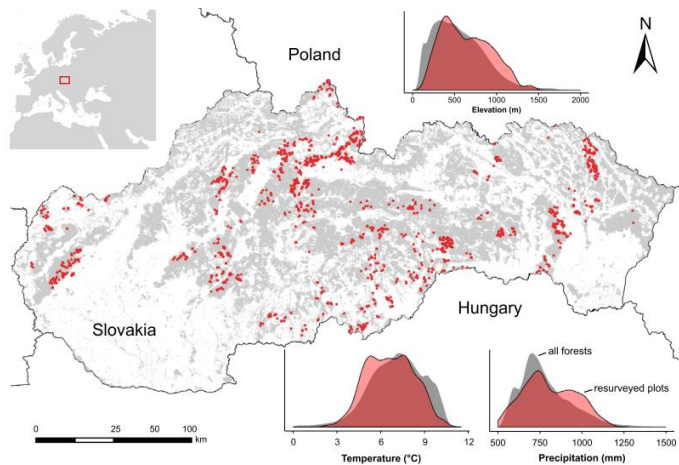 Poland
N
0 500 1000 1500 2000
Elevation (m)
Slovakia
Hungary
all forests
resurveyed plots
0 25 50 75 100
km
0 3 6 9 12
Temperature (°C)
500 750 1000 1250 1500
Precipitation (mm)